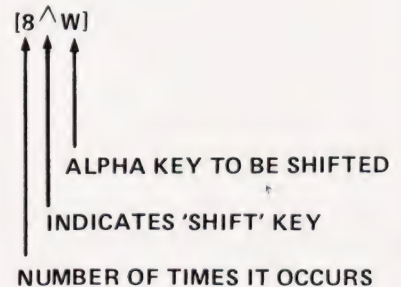 [8^W]
ALPHA KEY TO BE SHIFTED
INDICATES 'SHIFT' KEY
NUMBER OF TIMES IT OCCURS